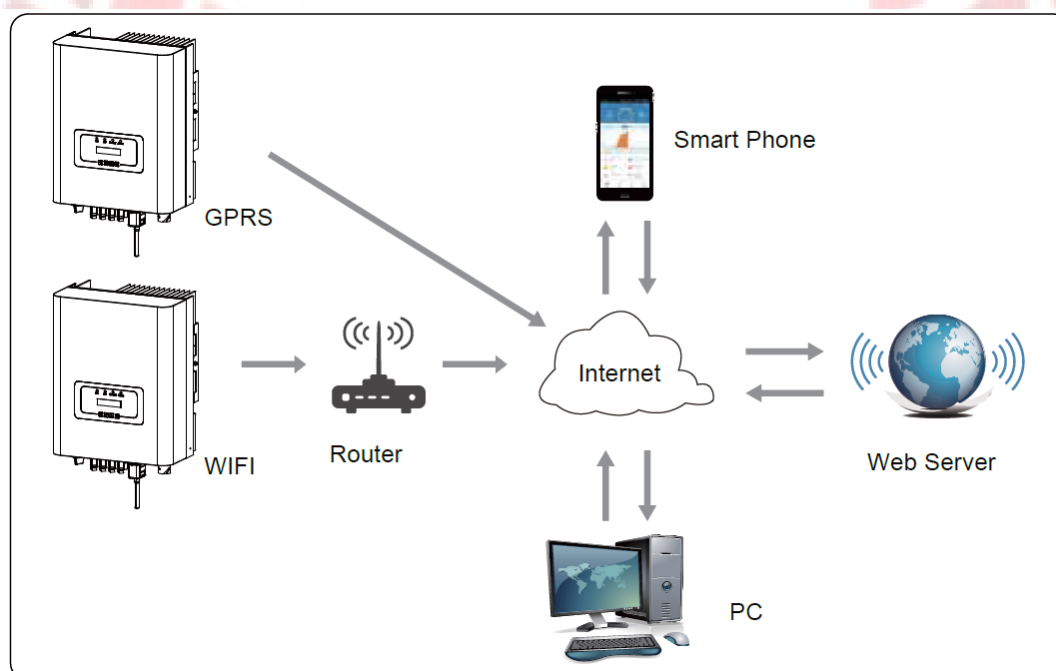 Smart Phone
GPRS
Internet
WIFI
Router
Web Server
PC